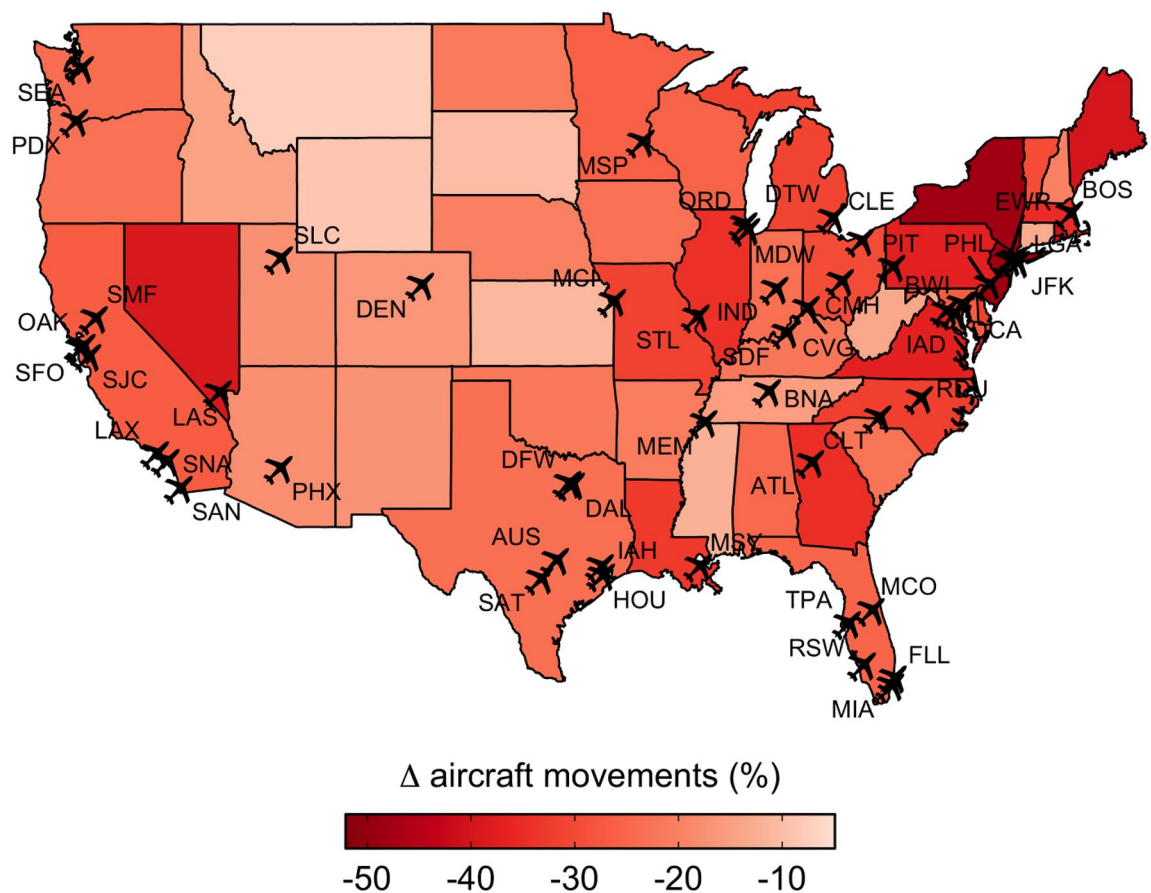 SEA
PDX
MSP
ORD
DTW
CLE
EWR
BOS
SLC
MDW
PIT
PHL
LGA
DEN
MCI
BWI
JFK
SMF
OAK
IND
CMH
DCA
SFO
SJC
STL
SDF
CVG
IAD
LAS
BNA
RDU
LAX
SNA
MEM
CLT
SAN
PHX
DFW
DAL
ATL
AUS
IAH
MSY
SAT
HOU
TPA
MCO
RSW
FLL
MIA
Δ aircraft movements (%)
-50 -40 -30 -20 -10